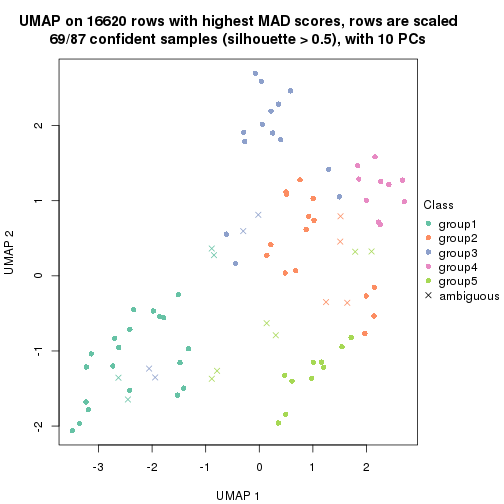 UMAP on 16620 rows with highest MAD scores, rows are scaled
69/87 confident samples (silhouette > 0.5), with 10 PCs
2
1
0
-1
-2
UMAP 2
-3
-2
-1
0
1
2
UMAP 1
Class
group1
group2
group3
group4
group5
ambiguous